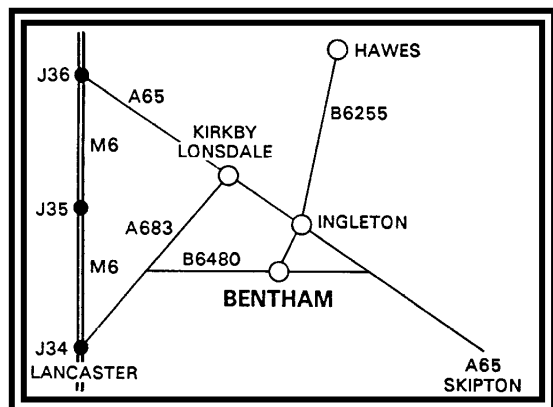 HAWES
J36
A65
B6255
KIRKBY
LONSDALE
M6
J35
A683
INGLETON
B6480
M6
BENTHAM
J34
LANCASTER
A65
SKIPTON